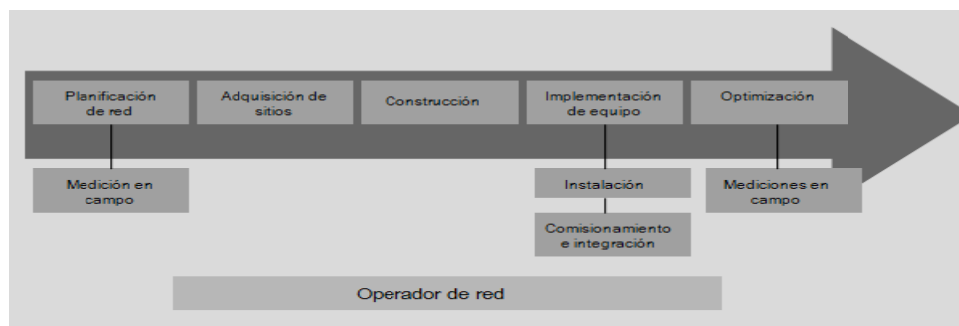 Planificación
de red
Adquisición de
sitios
Construcción
Implementación
de equipo
Optimización
Medición en
campo
Instalación
Comisionamiento
e integración
Mediciones en
campo
Operador de red